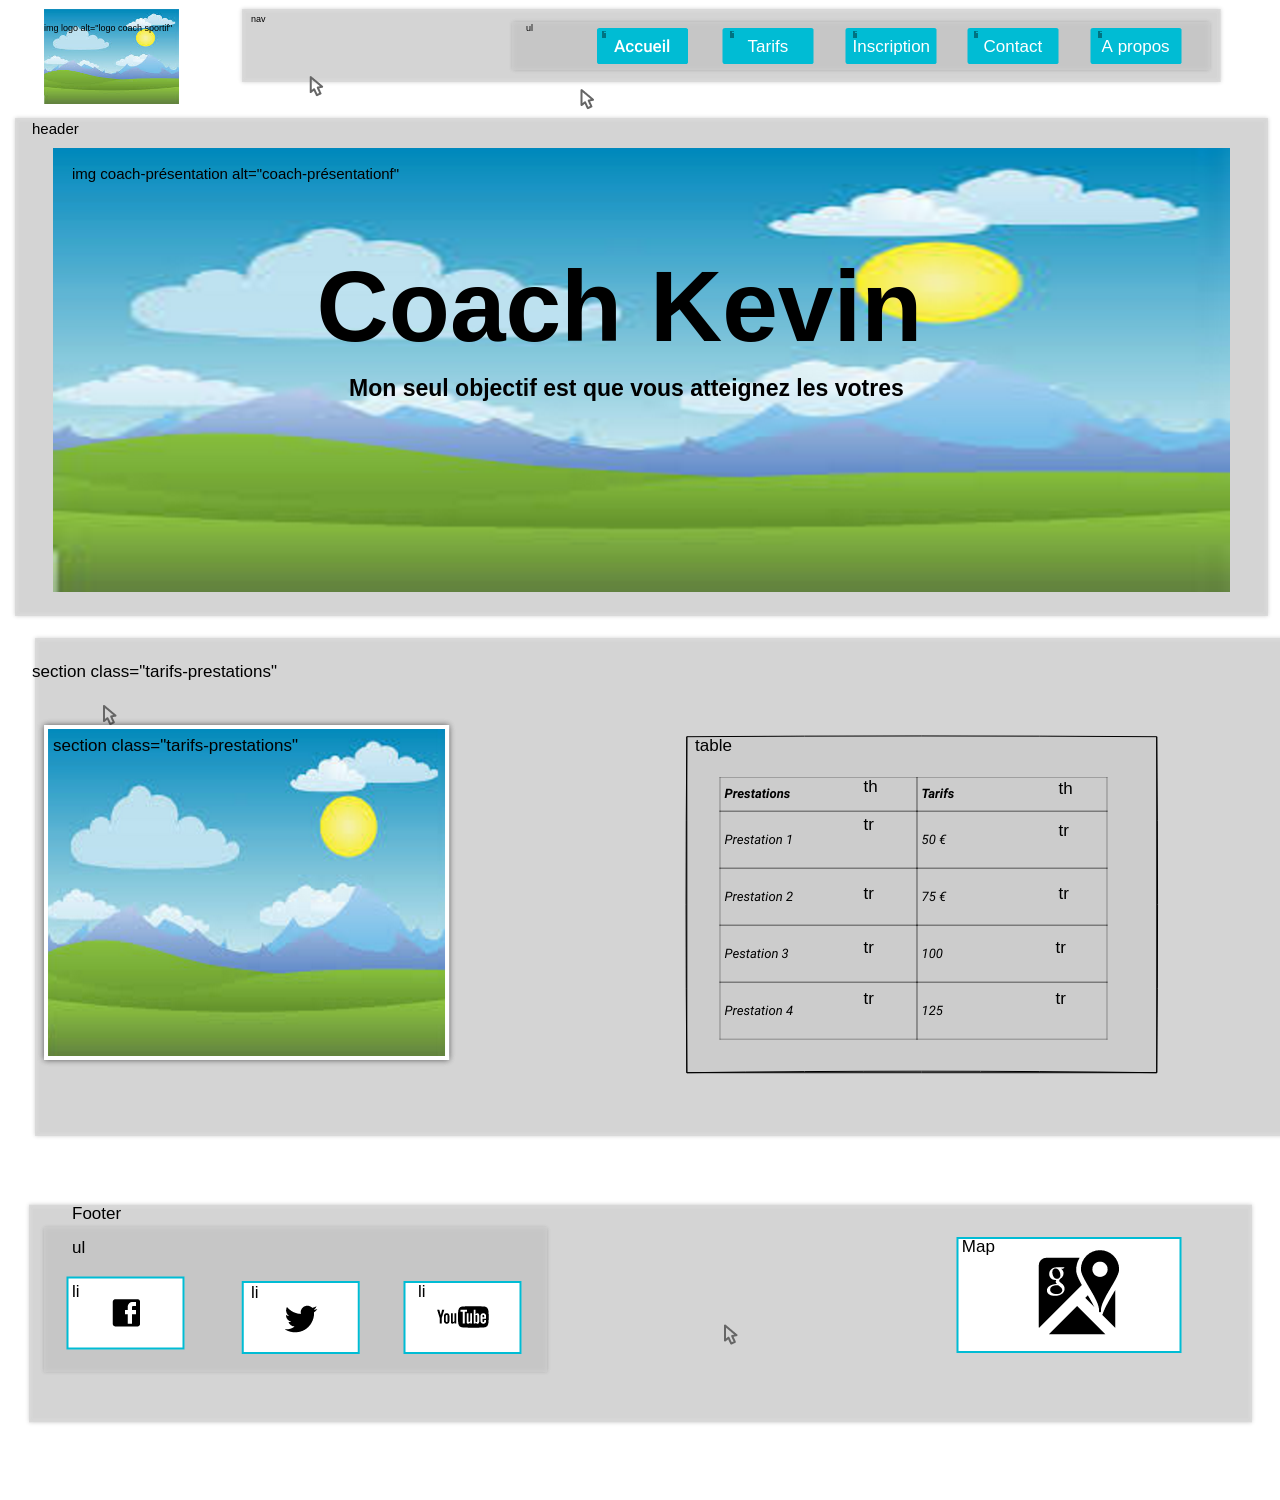 img logo alt="logo coach sportif"
nav
ul
li
Accueil
li
Tarifs
li
Inscription
li
Contact
li
A propos
header
img coach-présentation alt="coach-présentationf"
Coach Kevin
Mon seul objectif est que vous atteignez les votres
section class="tarifs-prestations"
section class="tarifs-prestations"
table
Prestations th Tarifs th
Prestation 1 tr 50 € tr
Prestation 2 tr 75 € tr
Pestation 3 tr 100 tr
Prestation 4 tr 125 tr
Footer
ul
li
li
li
You Tube
Map
g